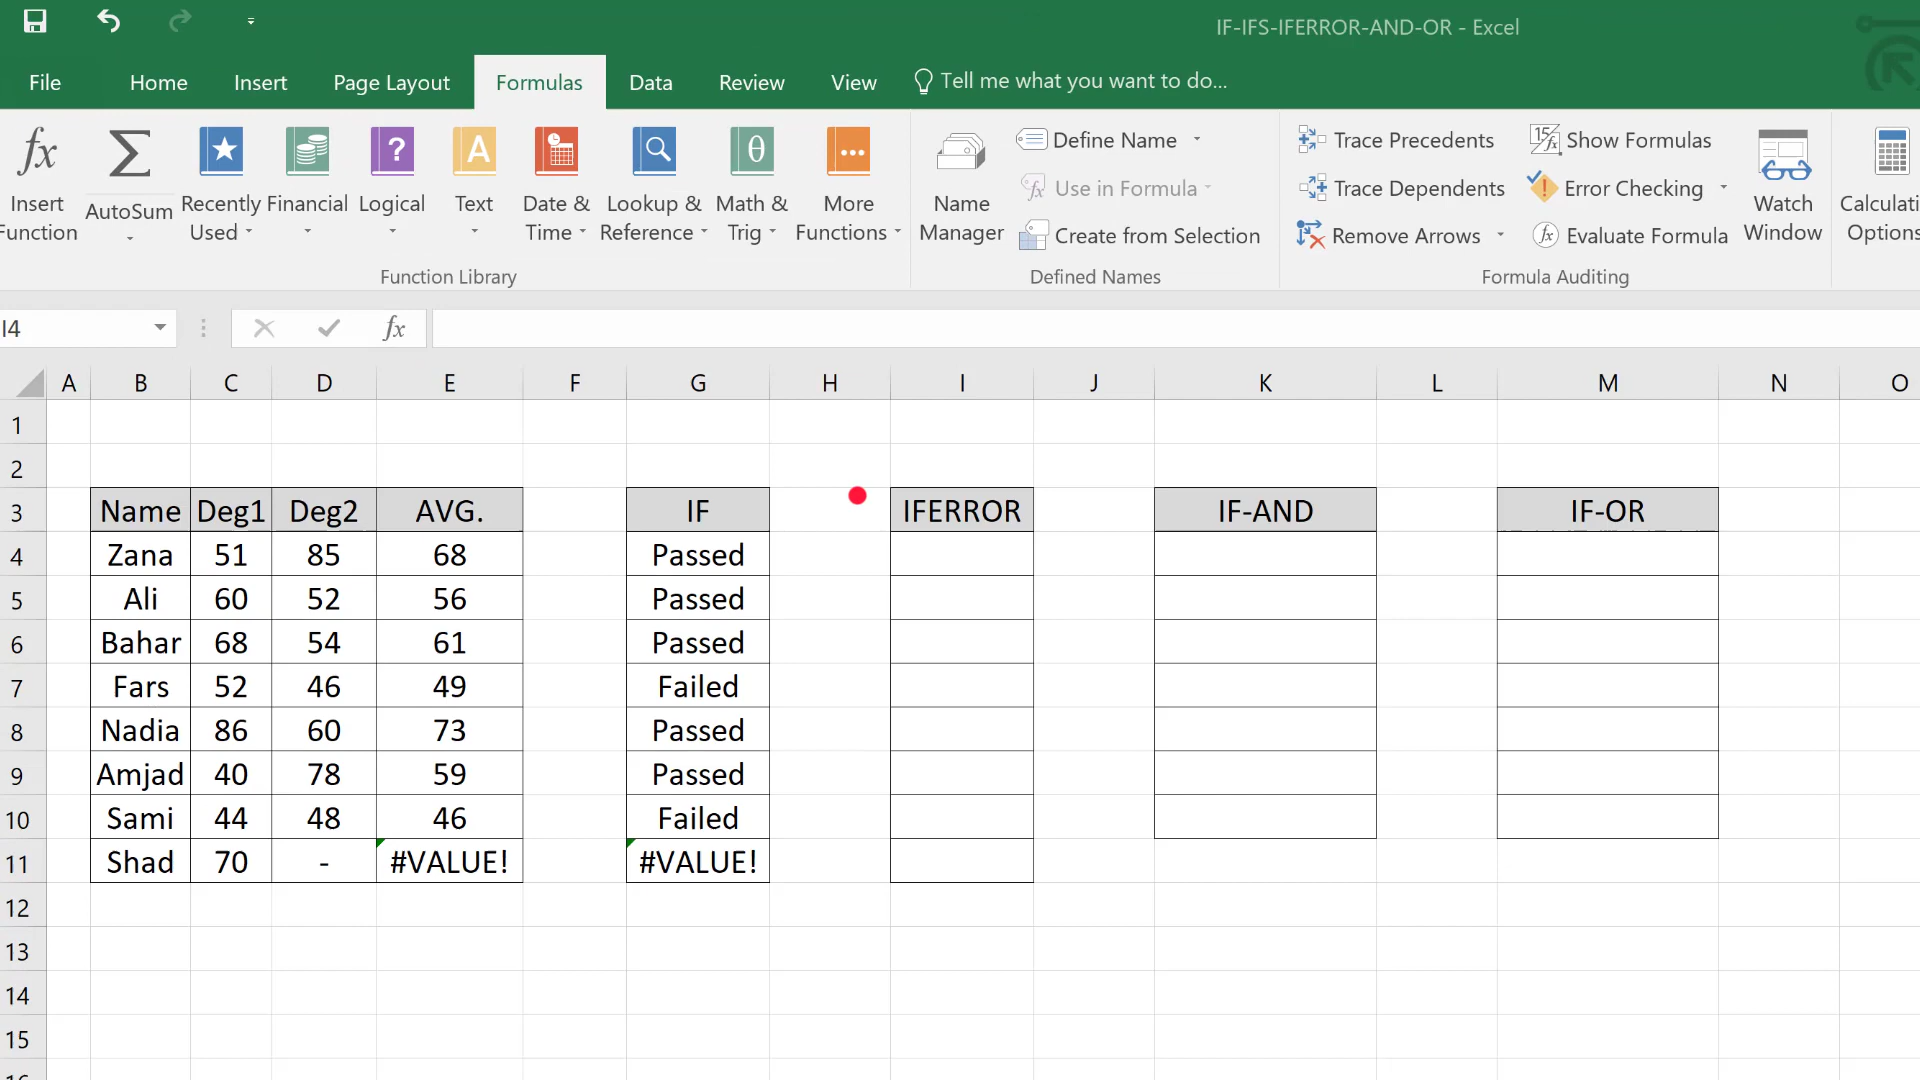 IF-IFS-IFERROR-AND-OR - Excel
File Home Insert Page Layout Formulas Data Review View Tell me what you want to do...
fx ? A θ
Insert Function AutoSum Recently Used Financial Logical Text Date & Time Lookup & Reference Math & Trig More Functions Name Manager
Define Name
Use in Formula
Create from Selection
Trace Precedents Show Formulas
Trace Dependents Error Checking
Remove Arrows Evaluate Formula
Watch Window
Calculati
Options
Function Library Defined Names Formula Auditing
I4 fx
A B C D E F G H I J K L M N O
1
2
3 Name Deg1 Deg2 AVG. IF IFERROR IF-AND IF-OR
4 Zana 51 85 68 Passed
5 Ali 60 52 56 Passed
6 Bahar 68 54 61 Passed
7 Fars 52 46 49 Failed
8 Nadia 86 60 73 Passed
9 Amjad 40 78 59 Passed
10 Sami 44 48 46 Failed
11 Shad 70 - #VALUE! #VALUE!
12
13
14
15